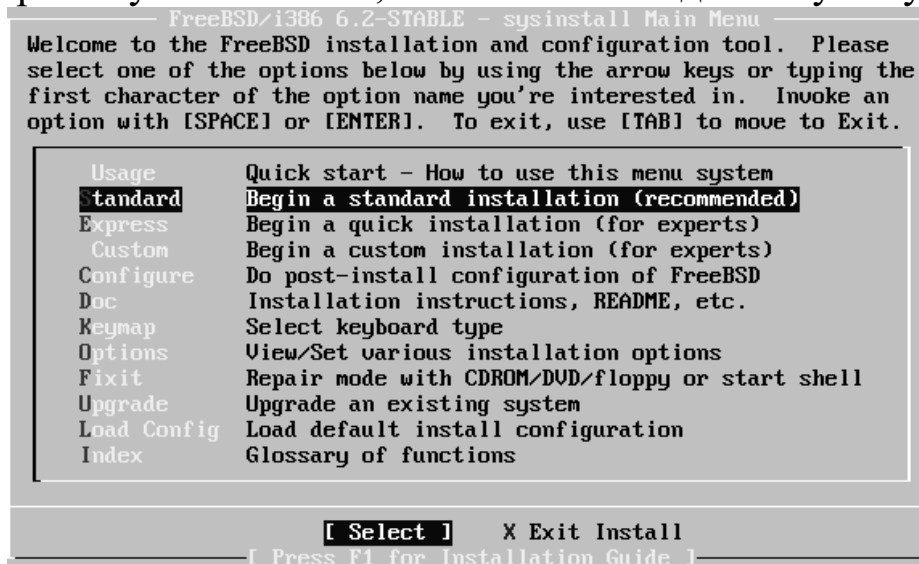 FreeBSD/i386 6.2-STABLE - sysinstall Main Menu
Welcome to the FreeBSD installation and configuration tool. Please
select one of the options below by using the arrow keys or typing the
first character of the option name you're interested in. Invoke an
option with [SPACE] or [ENTER]. To exit, use [TAB] to move to Exit.
Usage Quick start - How to use this menu system
Standard Begin a standard installation (recommended)
Express Begin a quick installation (for experts)
Custom Begin a custom installation (for experts)
Configure Do post-install configuration of FreeBSD
Doc Installation instructions, README, etc.
Keymap Select keyboard type
Options View/Set various installation options
Fixit Repair mode with CDROM/DVD/floppy or start shell
Upgrade Upgrade an existing system
Load Config Load default install configuration
Index Glossary of functions
[ Select ] X Exit Install
[ Press F1 for Installation Guide ]